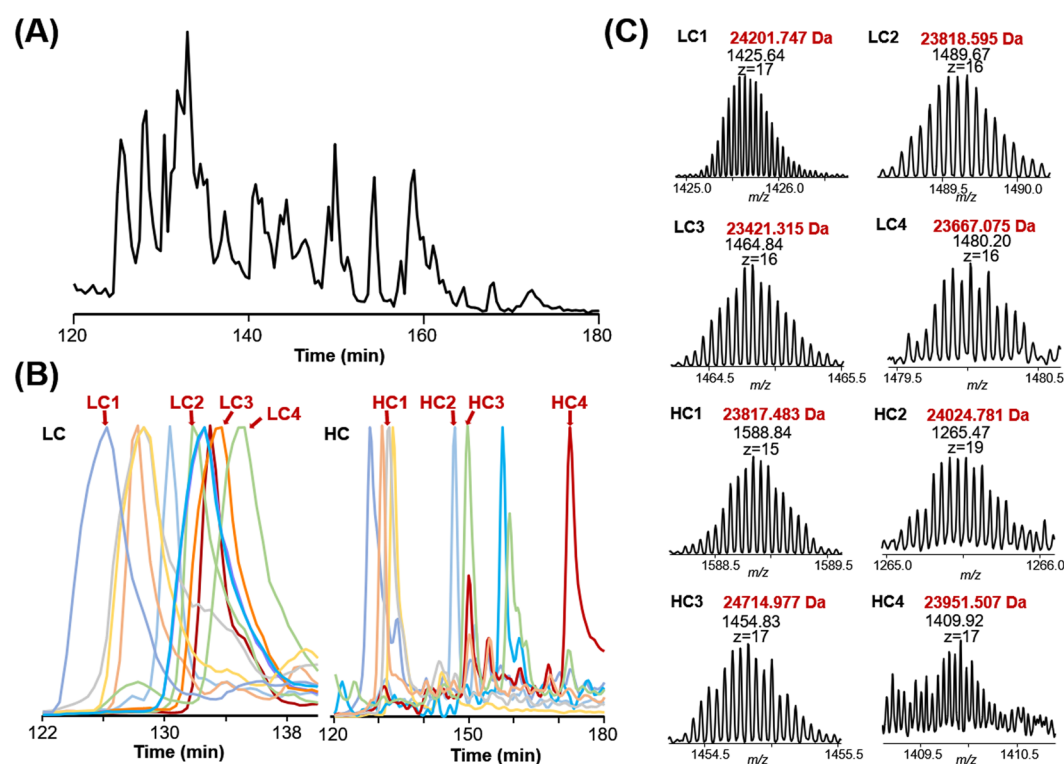 (A)
120 140 160 180
Time (min)
(B)
LC1 LC2 LC3 LC4
LC
122 130 138
Time (min)
HC1 HC2 HC3 HC4
HC
120 150 180
Time (min)
(C)
LC1 24201.747 Da
1425.64
z=17
1425.0 1426.0
m/z
LC2 23818.595 Da
1489.67
z=16
1489.5 1490.0
m/z
LC3 23421.315 Da
1464.84
z=16
1464.5 1465.5
m/z
LC4 23667.075 Da
1480.20
z=16
1479.5 1480.5
m/z
HC1 23817.483 Da
1588.84
z=15
1588.5 1589.5
m/z
HC2 24024.781 Da
1265.47
z=19
1265.0 1266.0
m/z
HC3 24714.977 Da
1454.83
z=17
1454.5 1455.5
m/z
HC4 23951.507 Da
1409.92
z=17
1409.5 1410.5
m/z